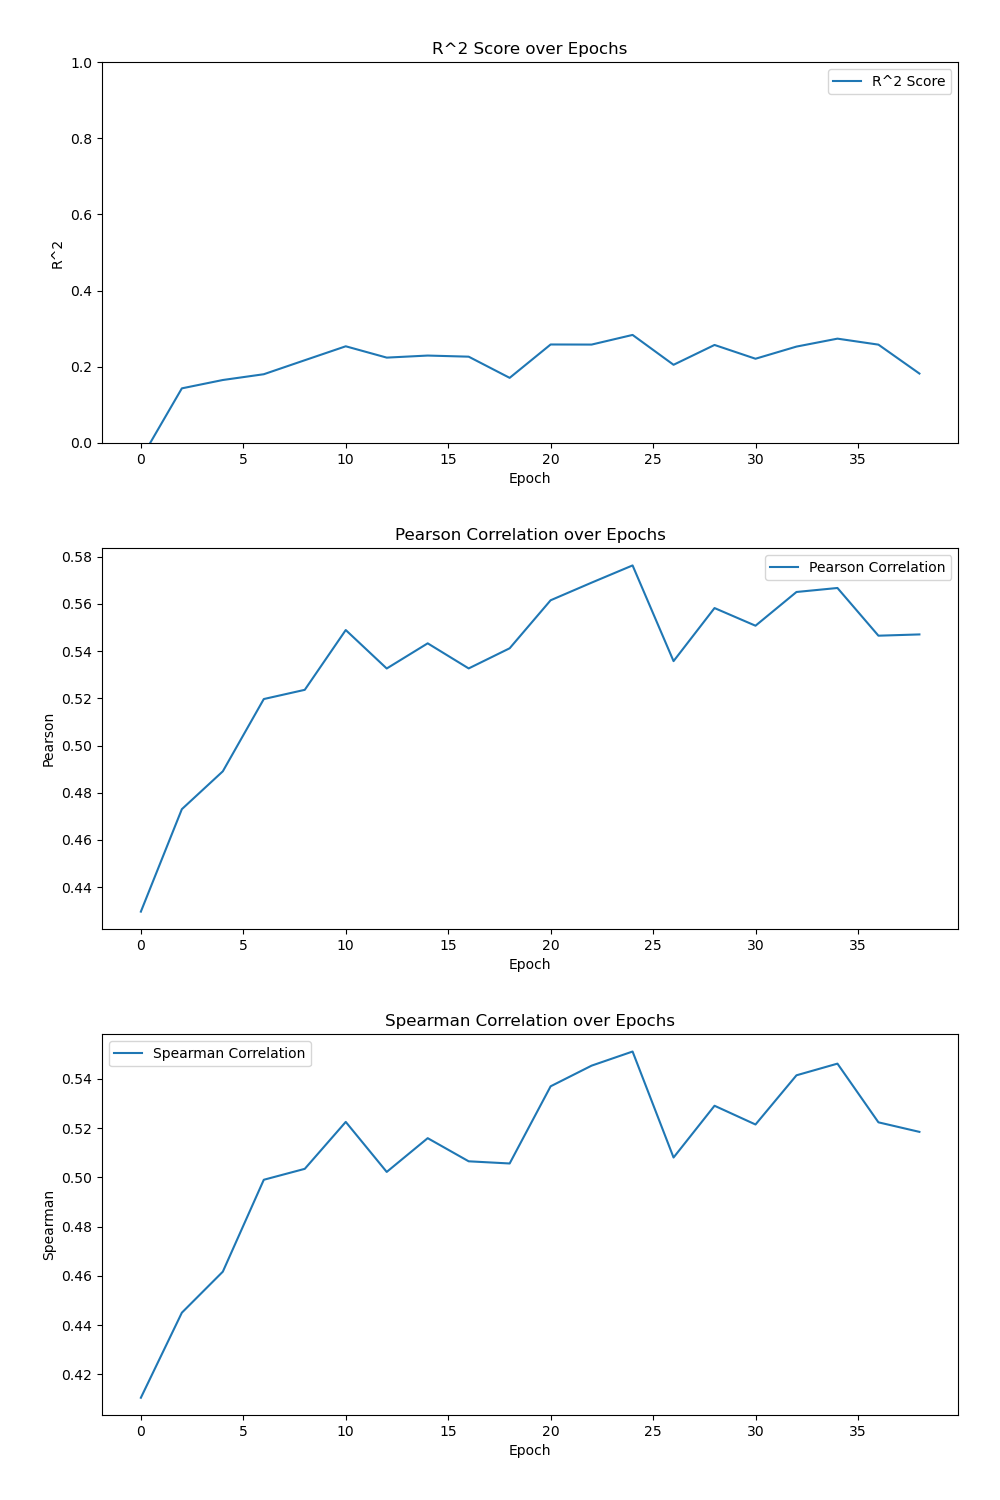 R^2 Score over Epochs
1.0
R^2 Score
0.8
0.6
R^2
0.4
0.2
0.0
0 5 10 15 20 25 30 35
Epoch
Pearson Correlation over Epochs
0.58
Pearson Correlation
0.56
0.54
0.52
Pearson
0.50
0.48
0.46
0.44
0 5 10 15 20 25 30 35
Epoch
Spearman Correlation over Epochs
Spearman Correlation
0.54
0.52
0.50
Spearman
0.48
0.46
0.44
0.42
0 5 10 15 20 25 30 35
Epoch